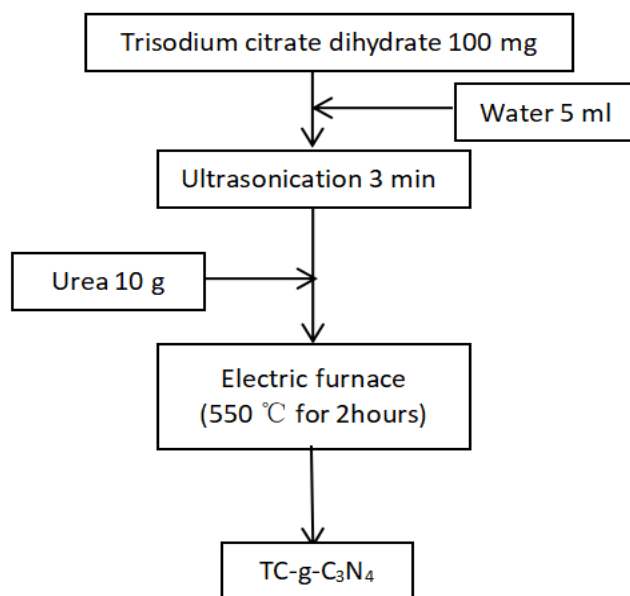 Trisodium citrate dihydrate 100 mg
Water 5 ml
Ultrasonication 3 min
Urea 10 g
Electric furnace
(550 ℃ for 2hours)
TC-g-C₃N₄